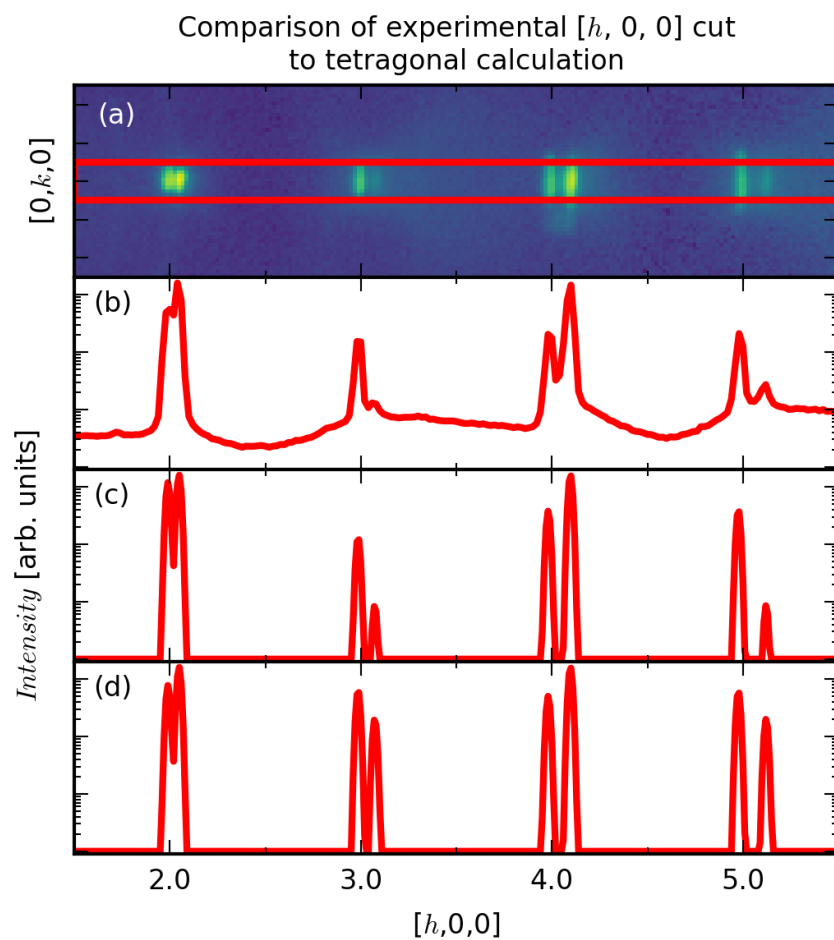 Comparison of experimental [h, 0, 0] cut
to tetragonal calculation
(a)
[0,k,0]
(b)
(c)
Intensity [arb. units]
(d)
2.0 3.0 4.0 5.0
[h,0,0]